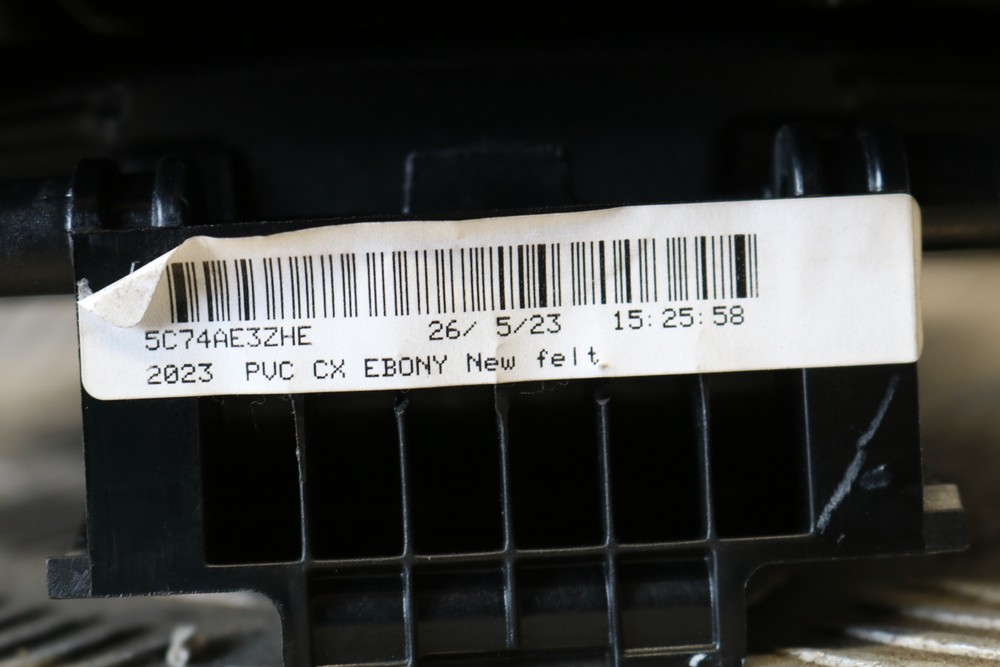 5C74AE3ZHE 26/ 5/23 15:25:58
2023 PVC CX EBONY New felt